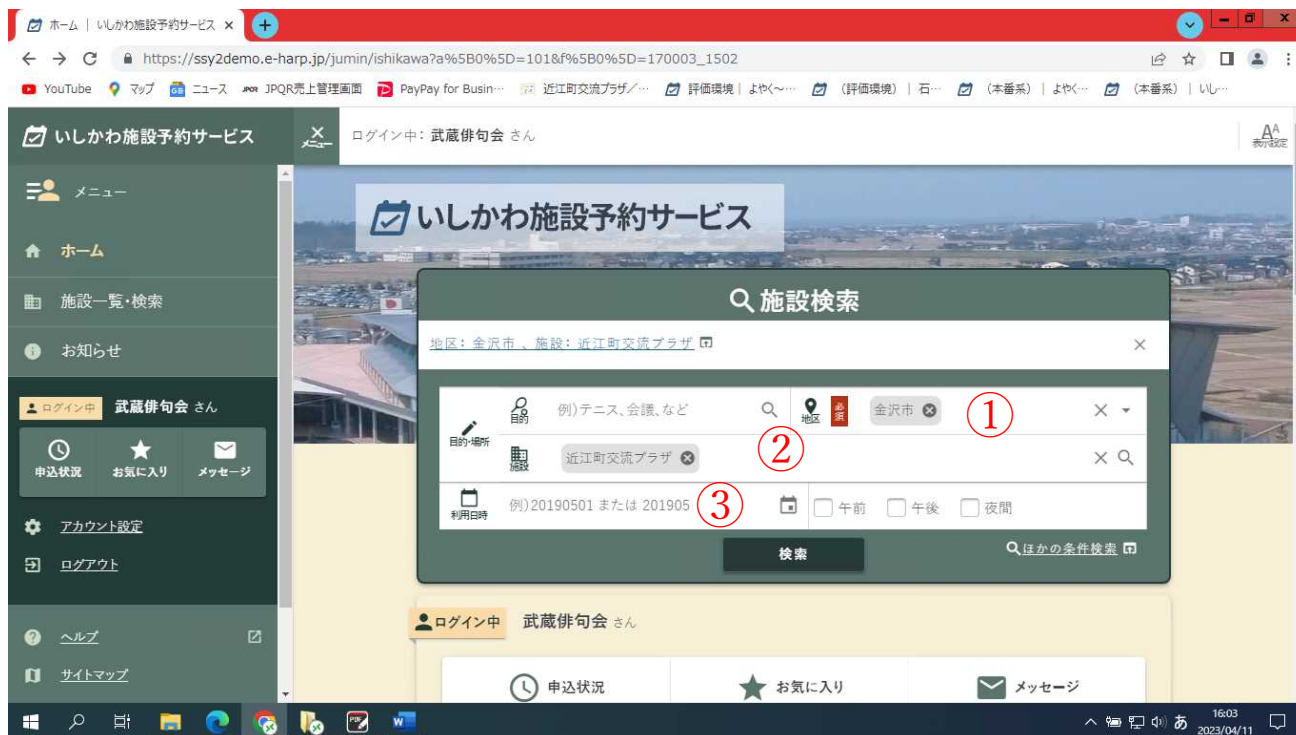 ホーム | いしかわ施設予約サービス
https://ssy2demo.e-harp.jp/jumin/ishikawa?a%5B0%5D=101&f%5B0%5D=170003_1502
YouTube マップ ニュース JPQR売上管理画面 PayPay for Busin… 近江町交流プラザ/… 評価環境 | よやく~… (評価環境) | 石… (本番系) | よやく… (本番系) | いし…
いしかわ施設予約サービス
メニュー
ログイン中: 武蔵俳句会 さん
AA
表示設定
メニュー
ホーム
施設一覧・検索
お知らせ
ログイン中 武蔵俳句会 さん
申込状況 お気に入り メッセージ
アカウント設定
ログアウト
ヘルプ
サイトマップ
いしかわ施設予約サービス
施設検索
地区: 金沢市 、施設: 近江町交流プラザ
目的・場所
目的 例)テニス、会議、など
地区 必須 金沢市 ①
②
施設 近江町交流プラザ
利用日時 例)20190501 または 201905 ③ 午前 午後 夜間
検索
ほかの条件検索
ログイン中 武蔵俳句会 さん
申込状況 お気に入り メッセージ
あ 16:03
2023/04/11